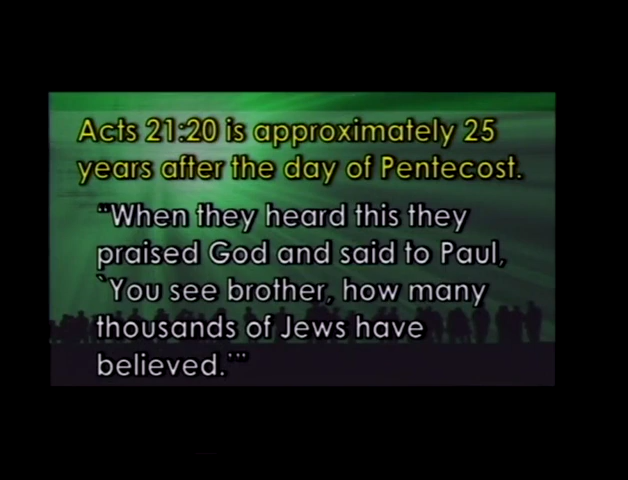 Acts 21:20 is approximately 25
years after the day of Pentecost.
"When they heard this they
praised God and said to Paul,
`You see brother, how many
thousands of Jews have
believed.'"